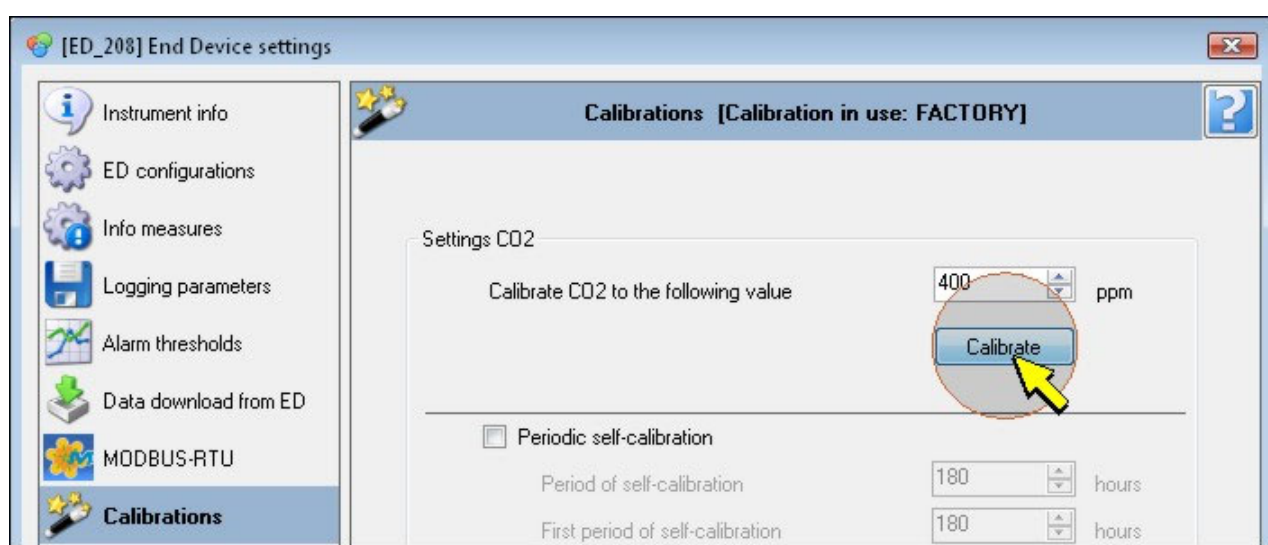 [ED_208] End Device settings
Instrument info
ED configurations
Info measures
Logging parameters
Alarm thresholds
Data download from ED
MODBUS-RTU
Calibrations
Calibrations [Calibration in use: FACTORY]
Settings CO2
Calibrate CO2 to the following value 400 ppm
Calibrate
Periodic self-calibration
Period of self-calibration 180 hours
First period of self-calibration 180 hours